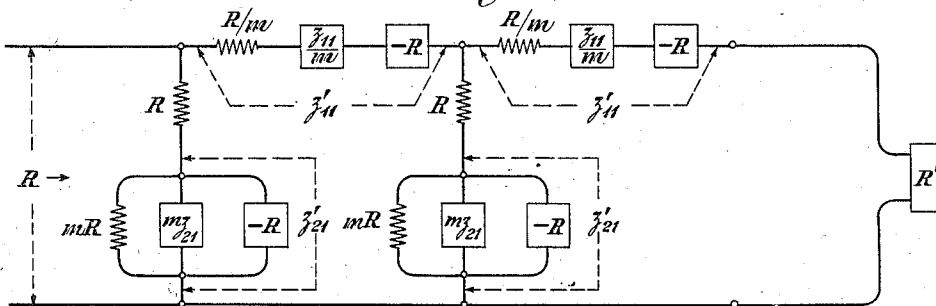 R/m R/m
z₁₁/m -R z₁₁/m -R
R z'₁₁ R z'₁₁
R →
mR mz₂₁ -R z'₂₁ mR mz₂₁ -R z'₂₁